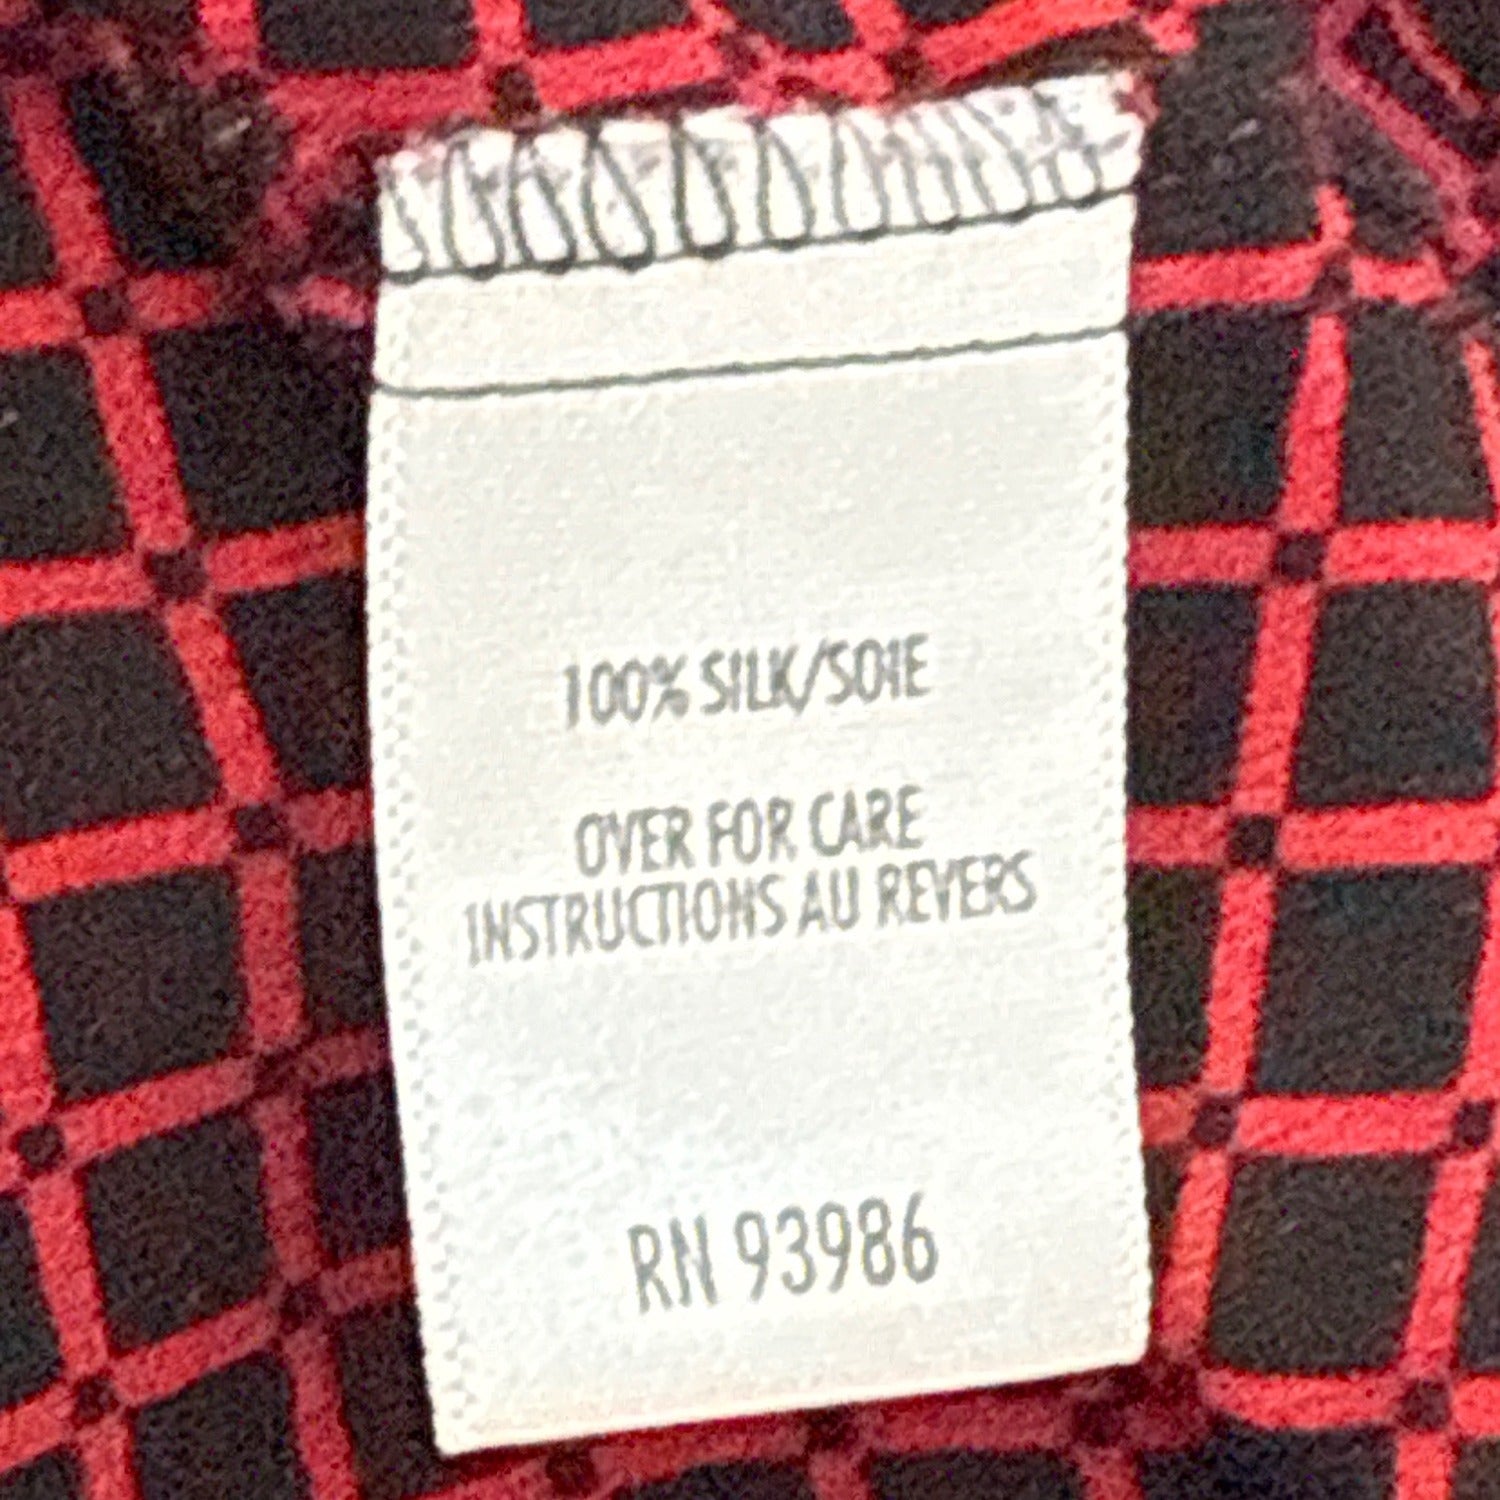 100% SILK/SOIE
OVER FOR CARE
INSTRUCTIONS AU REVERS
RN 93986